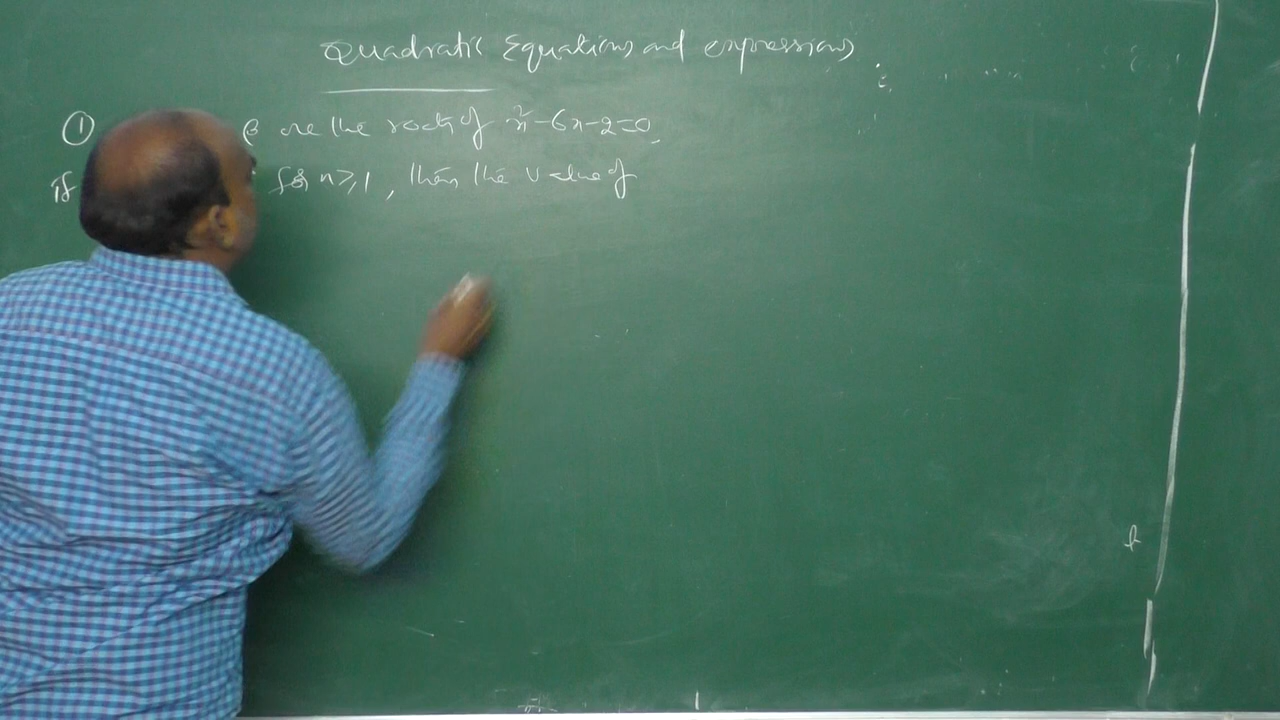 Quadratic Equations and expressions
① β are the roots of x²-6x-2=0.
if for n≥1, then the value of